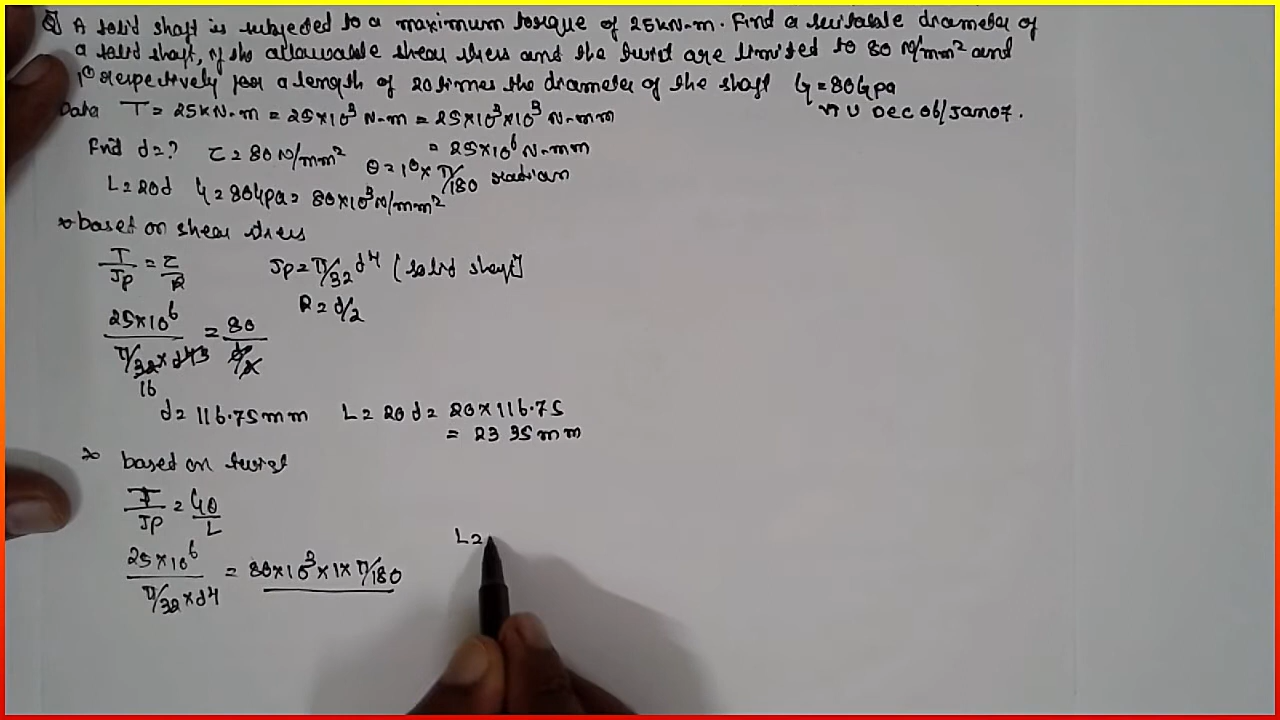 Q) A solid shaft is subjected to a maximum torque of 25kN-m. Find a suitable diameter of
a solid shaft, if the allowable shear stress and the twist are limited to 80 N/mm² and
1° respectively for a length of 20 times the diameter of the shaft G=80Gpa
VTU Dec 06/Jan07.
Data T = 25kN-m = 25×10³ N-m = 25×10³×10³ N-mm
= 25×10⁶ N-mm
Find d=? τ=80 N/mm² θ=1°×π/180 radian
L=20d G=80Gpa= 80×10³N/mm²
based on shear stress
T/Jp = τ/R Jp=π/32 d⁴ (solid shaft)
R=d/2
25×10⁶/(π/32×d⁴3) = 80/(d/2)
16
d= 116.75mm L= 20d= 20×116.75
= 2335mm
based on twist
T/Jp = Gθ/L
L=
25×10⁶/(π/32×d⁴) = 80×10³×1×π/180